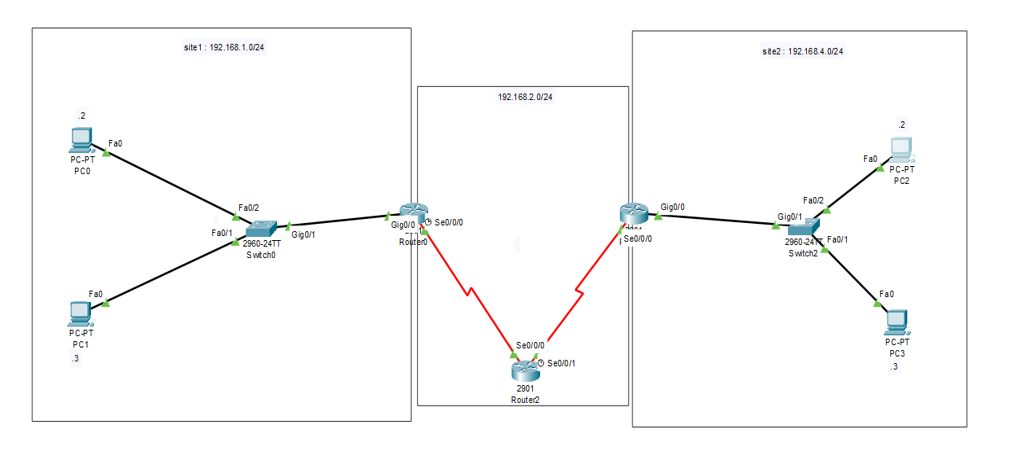 site1 : 192.168.1.0/24
.2
Fa0
PC-PT
PC0
Fa0/2
Fa0/1
Gig0/1
2960-24TT
Switch0
Fa0
PC-PT
PC1
.3
Gig0/0
Se0/0/0
Router0
192.168.2.0/24
Se0/0/0
Se0/0/1
2901
Router2
site2 : 192.168.4.0/24
Gig0/0
Se0/0/0
.2
Fa0
PC-PT
PC2
Fa0/2
Gig0/1
Fa0/1
2960-24TT
Switch2
Fa0
PC-PT
PC3
.3